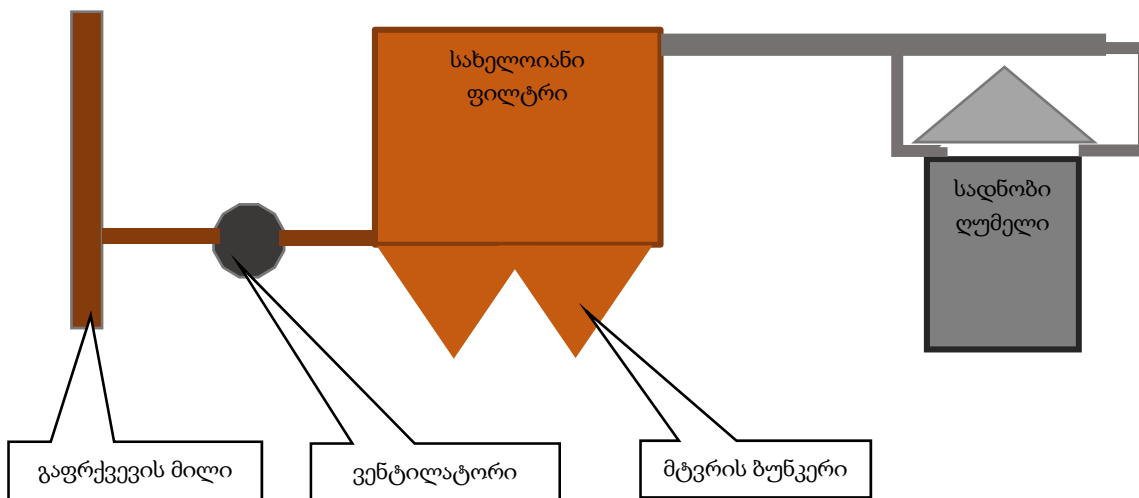 სახელოიანი
ფილტრი
სადნობი
ღუმელი
გაფრქვევის მილი
ვენტილატორი
მტვრის ბუნკერი